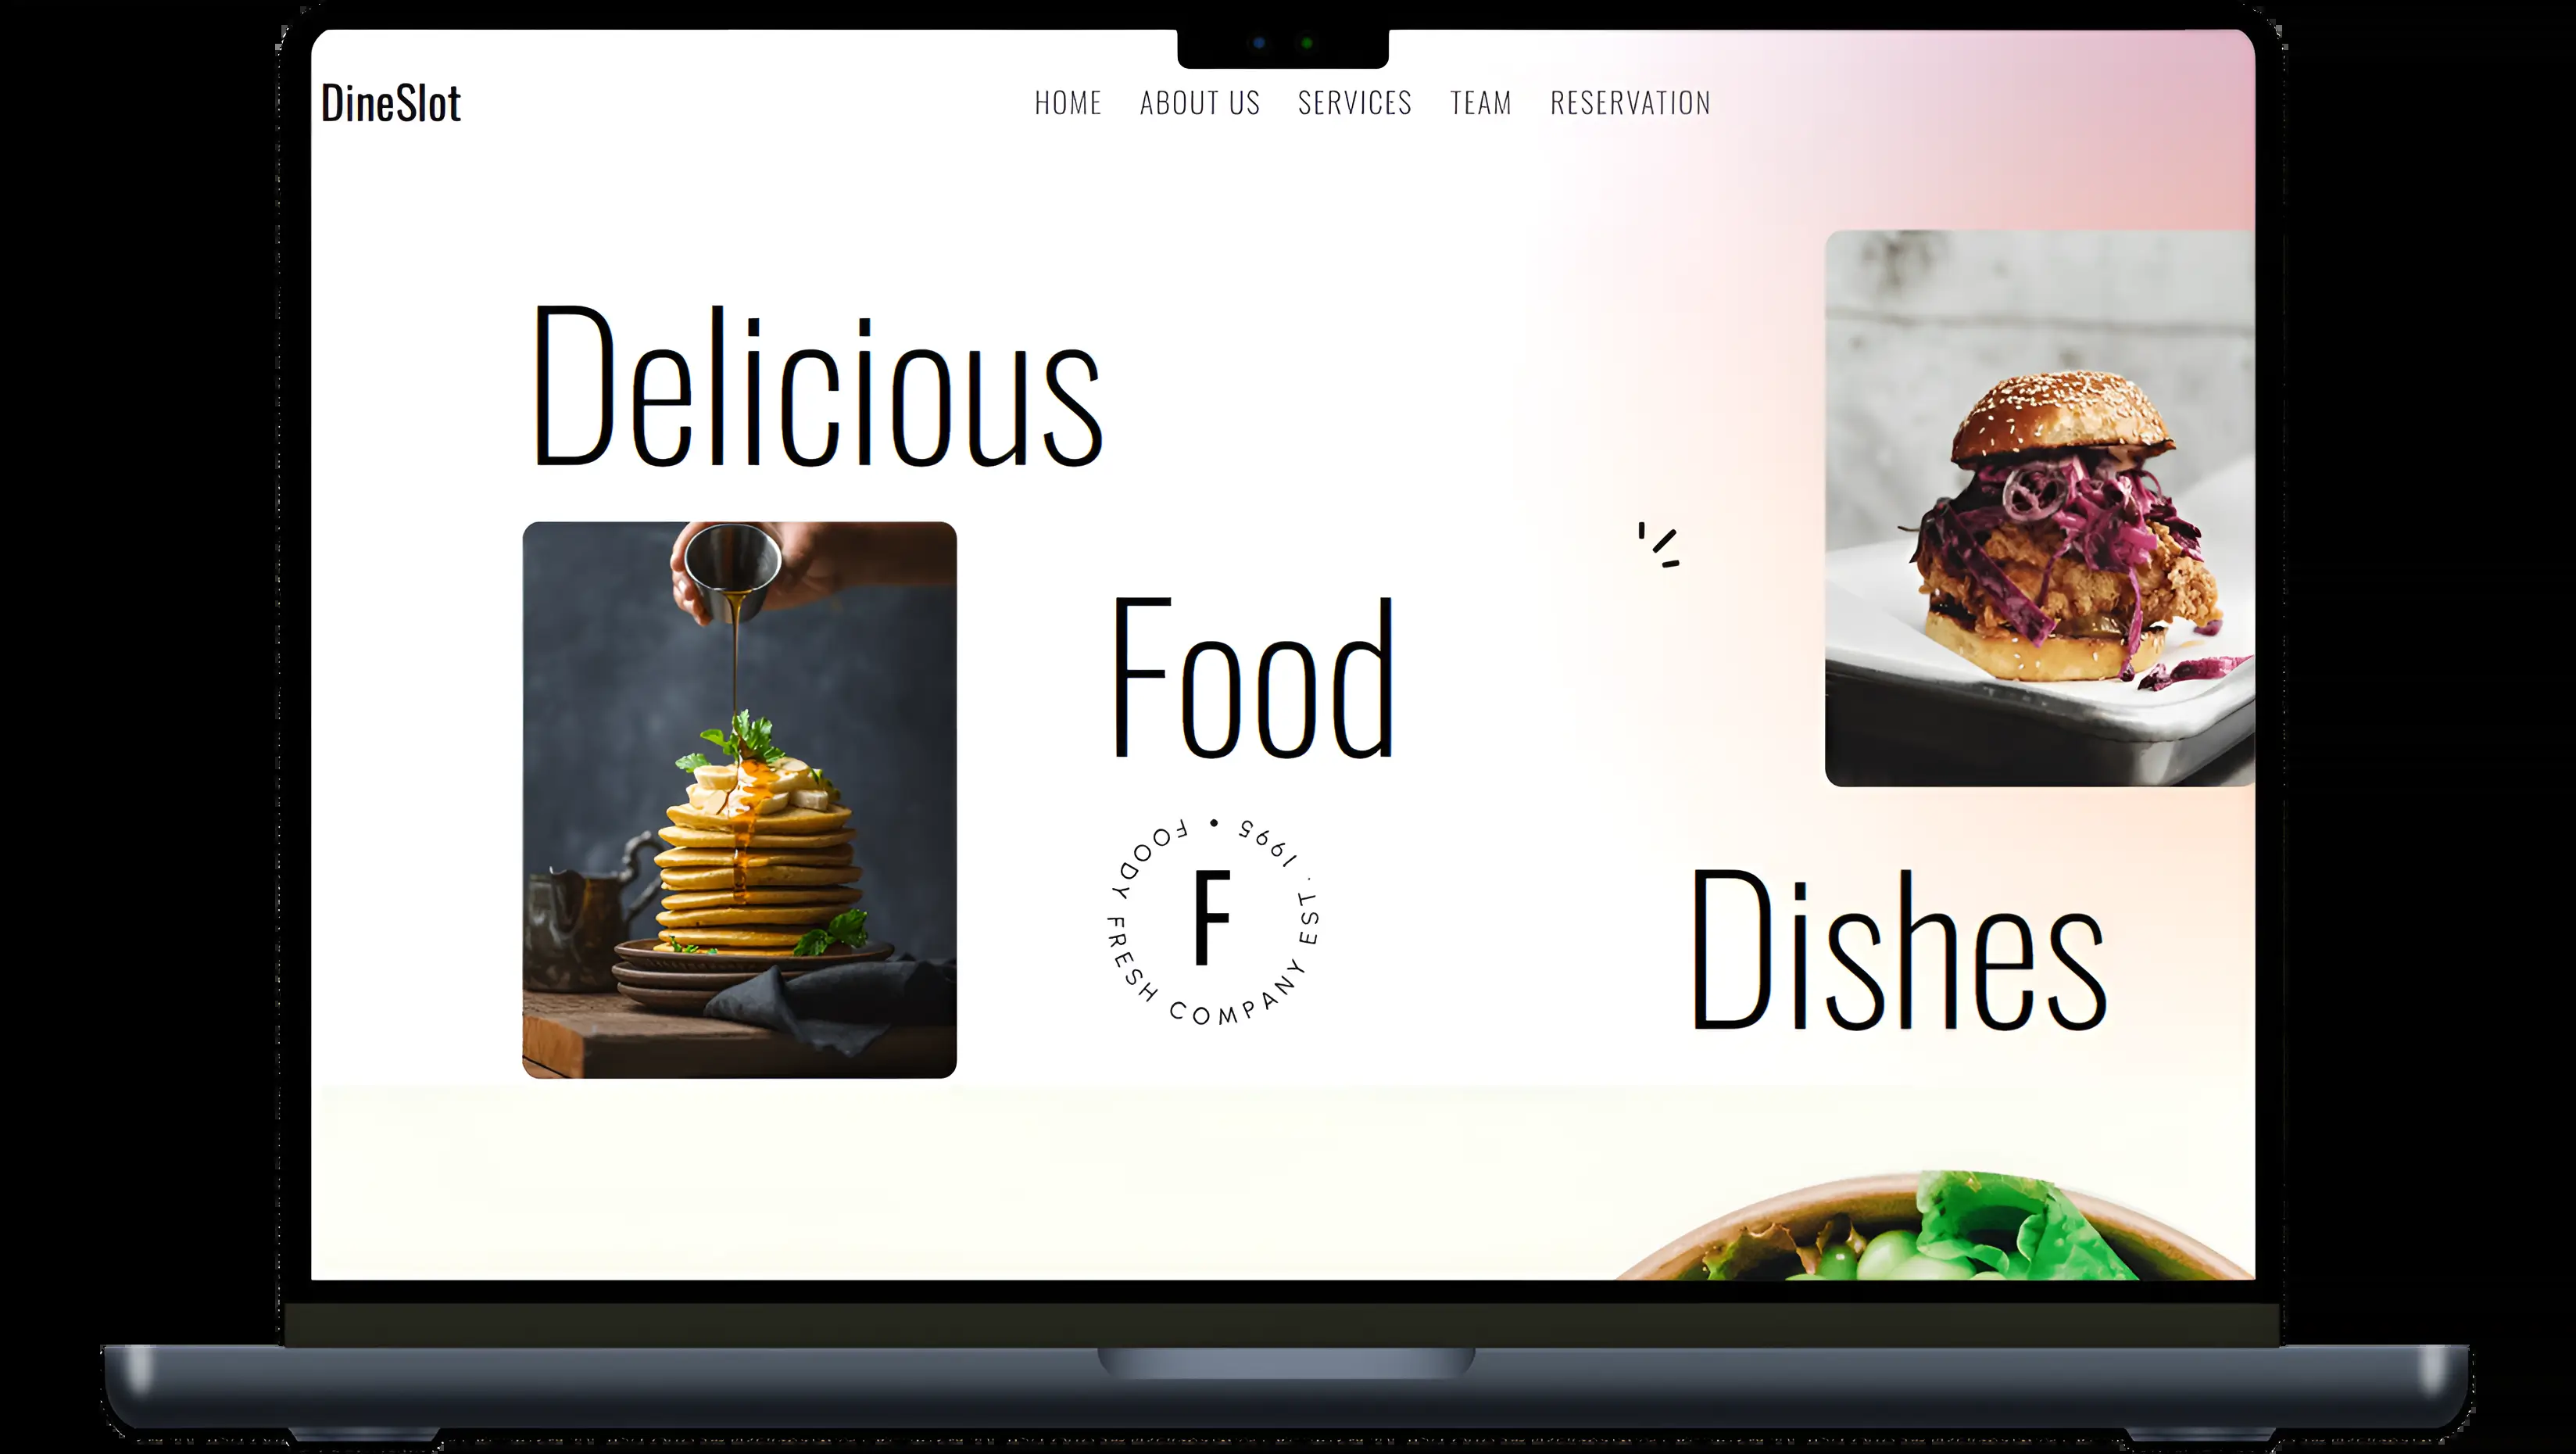 DineSlot
HOME ABOUT US SERVICES TEAM RESERVATION
Delicious
Food
FOODY FRESH COMPANY EST . 1995 •
F
Dishes